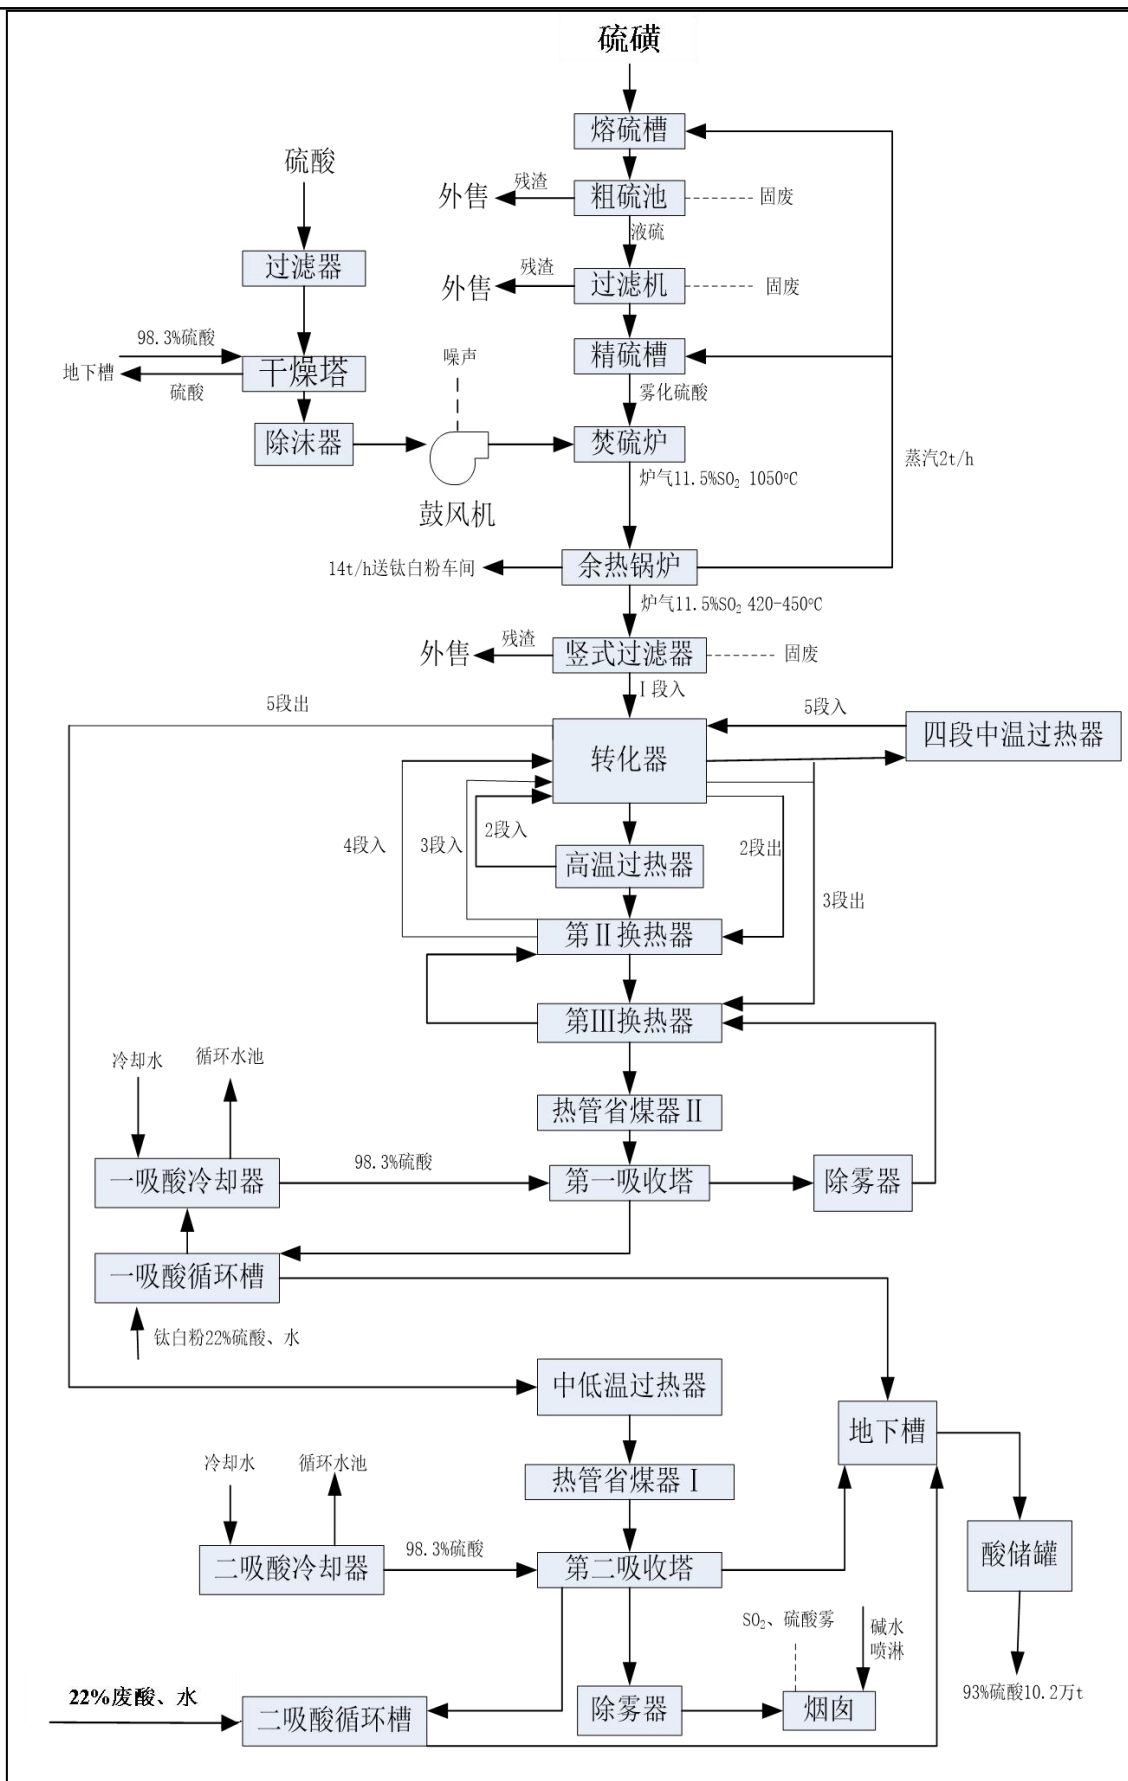 硫磺
熔硫槽
硫酸
外售
残渣
粗硫池
固废
液硫
过滤器
外售
残渣
过滤机
固废
98.3%硫酸
地下槽
硫酸
干燥塔
噪声
精硫槽
雾化硫酸
除沫器
焚硫炉
蒸汽2t/h
炉气11.5%SO₂ 1050℃
鼓风机
14t/h送钛白粉车间
余热锅炉
炉气11.5%SO₂ 420-450℃
外售
残渣
竖式过滤器
固废
Ⅰ段入
5段出
5段入
四段中温过热器
转化器
4段入
3段入
2段入
2段出
高温过热器
3段出
第Ⅱ换热器
第Ⅲ换热器
冷却水
循环水池
热管省煤器Ⅱ
98.3%硫酸
一吸酸冷却器
第一吸收塔
除雾器
一吸酸循环槽
钛白粉22%硫酸、水
中低温过热器
地下槽
冷却水
循环水池
热管省煤器Ⅰ
98.3%硫酸
二吸酸冷却器
第二吸收塔
酸储罐
SO₂、硫酸雾
碱水
喷淋
93%硫酸10.2万t
22%废酸、水
二吸酸循环槽
除雾器
烟囱